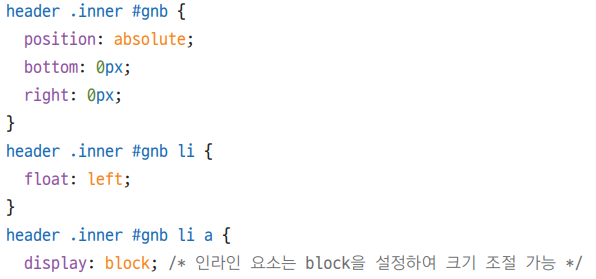 header .inner #gnb {
  position: absolute;
  bottom: 0px;
  right: 0px;
}
header .inner #gnb li {
  float: left;
}
header .inner #gnb li a {
  display: block; /* 인라인 요소는 block을 설정하여 크기 조절 가능 */